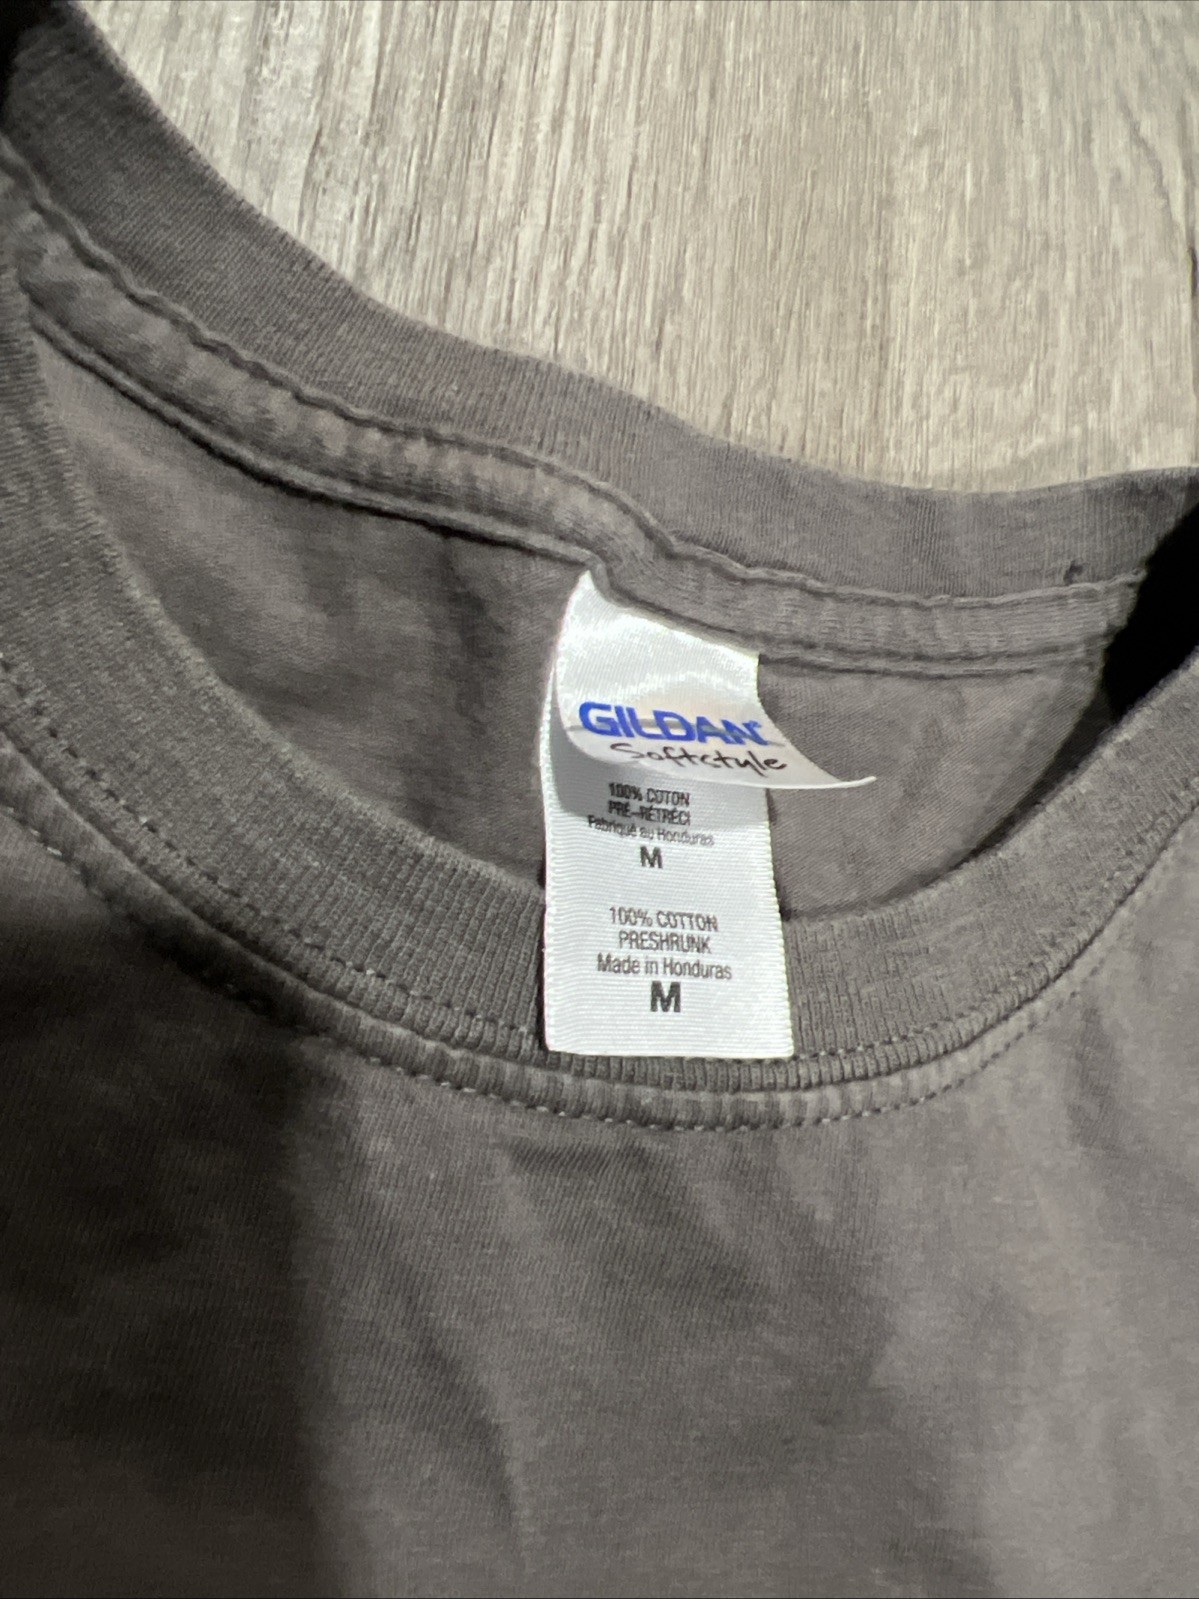 GILDAN®
Softstyle
100% COTON
PRÉ-RÉTRÉCI
Fabriqué au Honduras
M
100% COTTON
PRESHRUNK
Made in Honduras
M